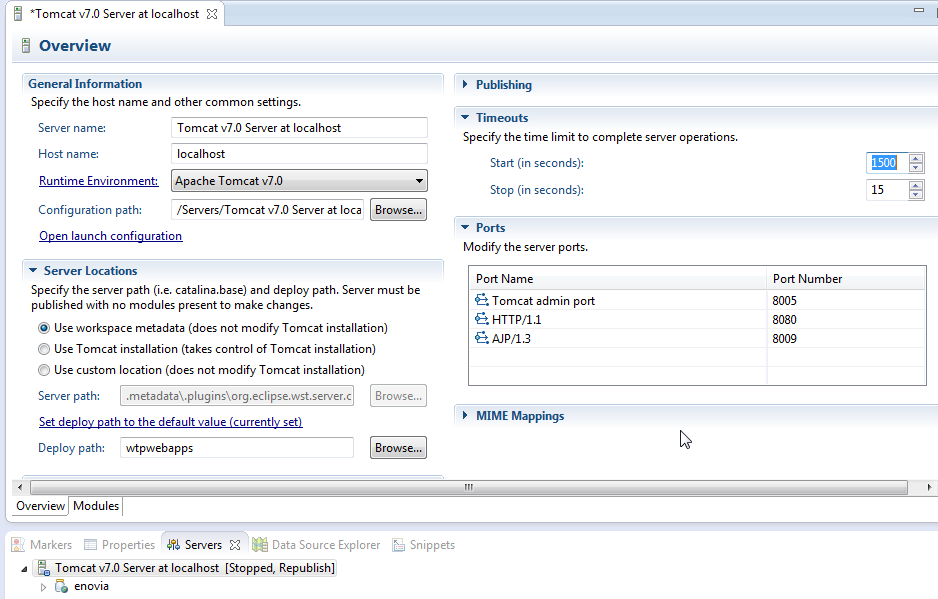 *Tomcat v7.0 Server at localhost
Overview
General Information
Specify the host name and other common settings.
Server name: Tomcat v7.0 Server at localhost
Host name: localhost
Runtime Environment: Apache Tomcat v7.0
Configuration path: /Servers/Tomcat v7.0 Server at loca Browse...
Open launch configuration
Server Locations
Specify the server path (i.e. catalina.base) and deploy path. Server must be
published with no modules present to make changes.
Use workspace metadata (does not modify Tomcat installation)
Use Tomcat installation (takes control of Tomcat installation)
Use custom location (does not modify Tomcat installation)
Server path: .metadata\.plugins\org.eclipse.wst.server.c Browse...
Set deploy path to the default value (currently set)
Deploy path: wtpwebapps Browse...
Publishing
Timeouts
Specify the time limit to complete server operations.
Start (in seconds): 1500
Stop (in seconds): 15
Ports
Modify the server ports.
Port Name Port Number
Tomcat admin port 8005
HTTP/1.1 8080
AJP/1.3 8009
MIME Mappings
Overview Modules
Markers Properties Servers Data Source Explorer Snippets
Tomcat v7.0 Server at localhost [Stopped, Republish]
enovia